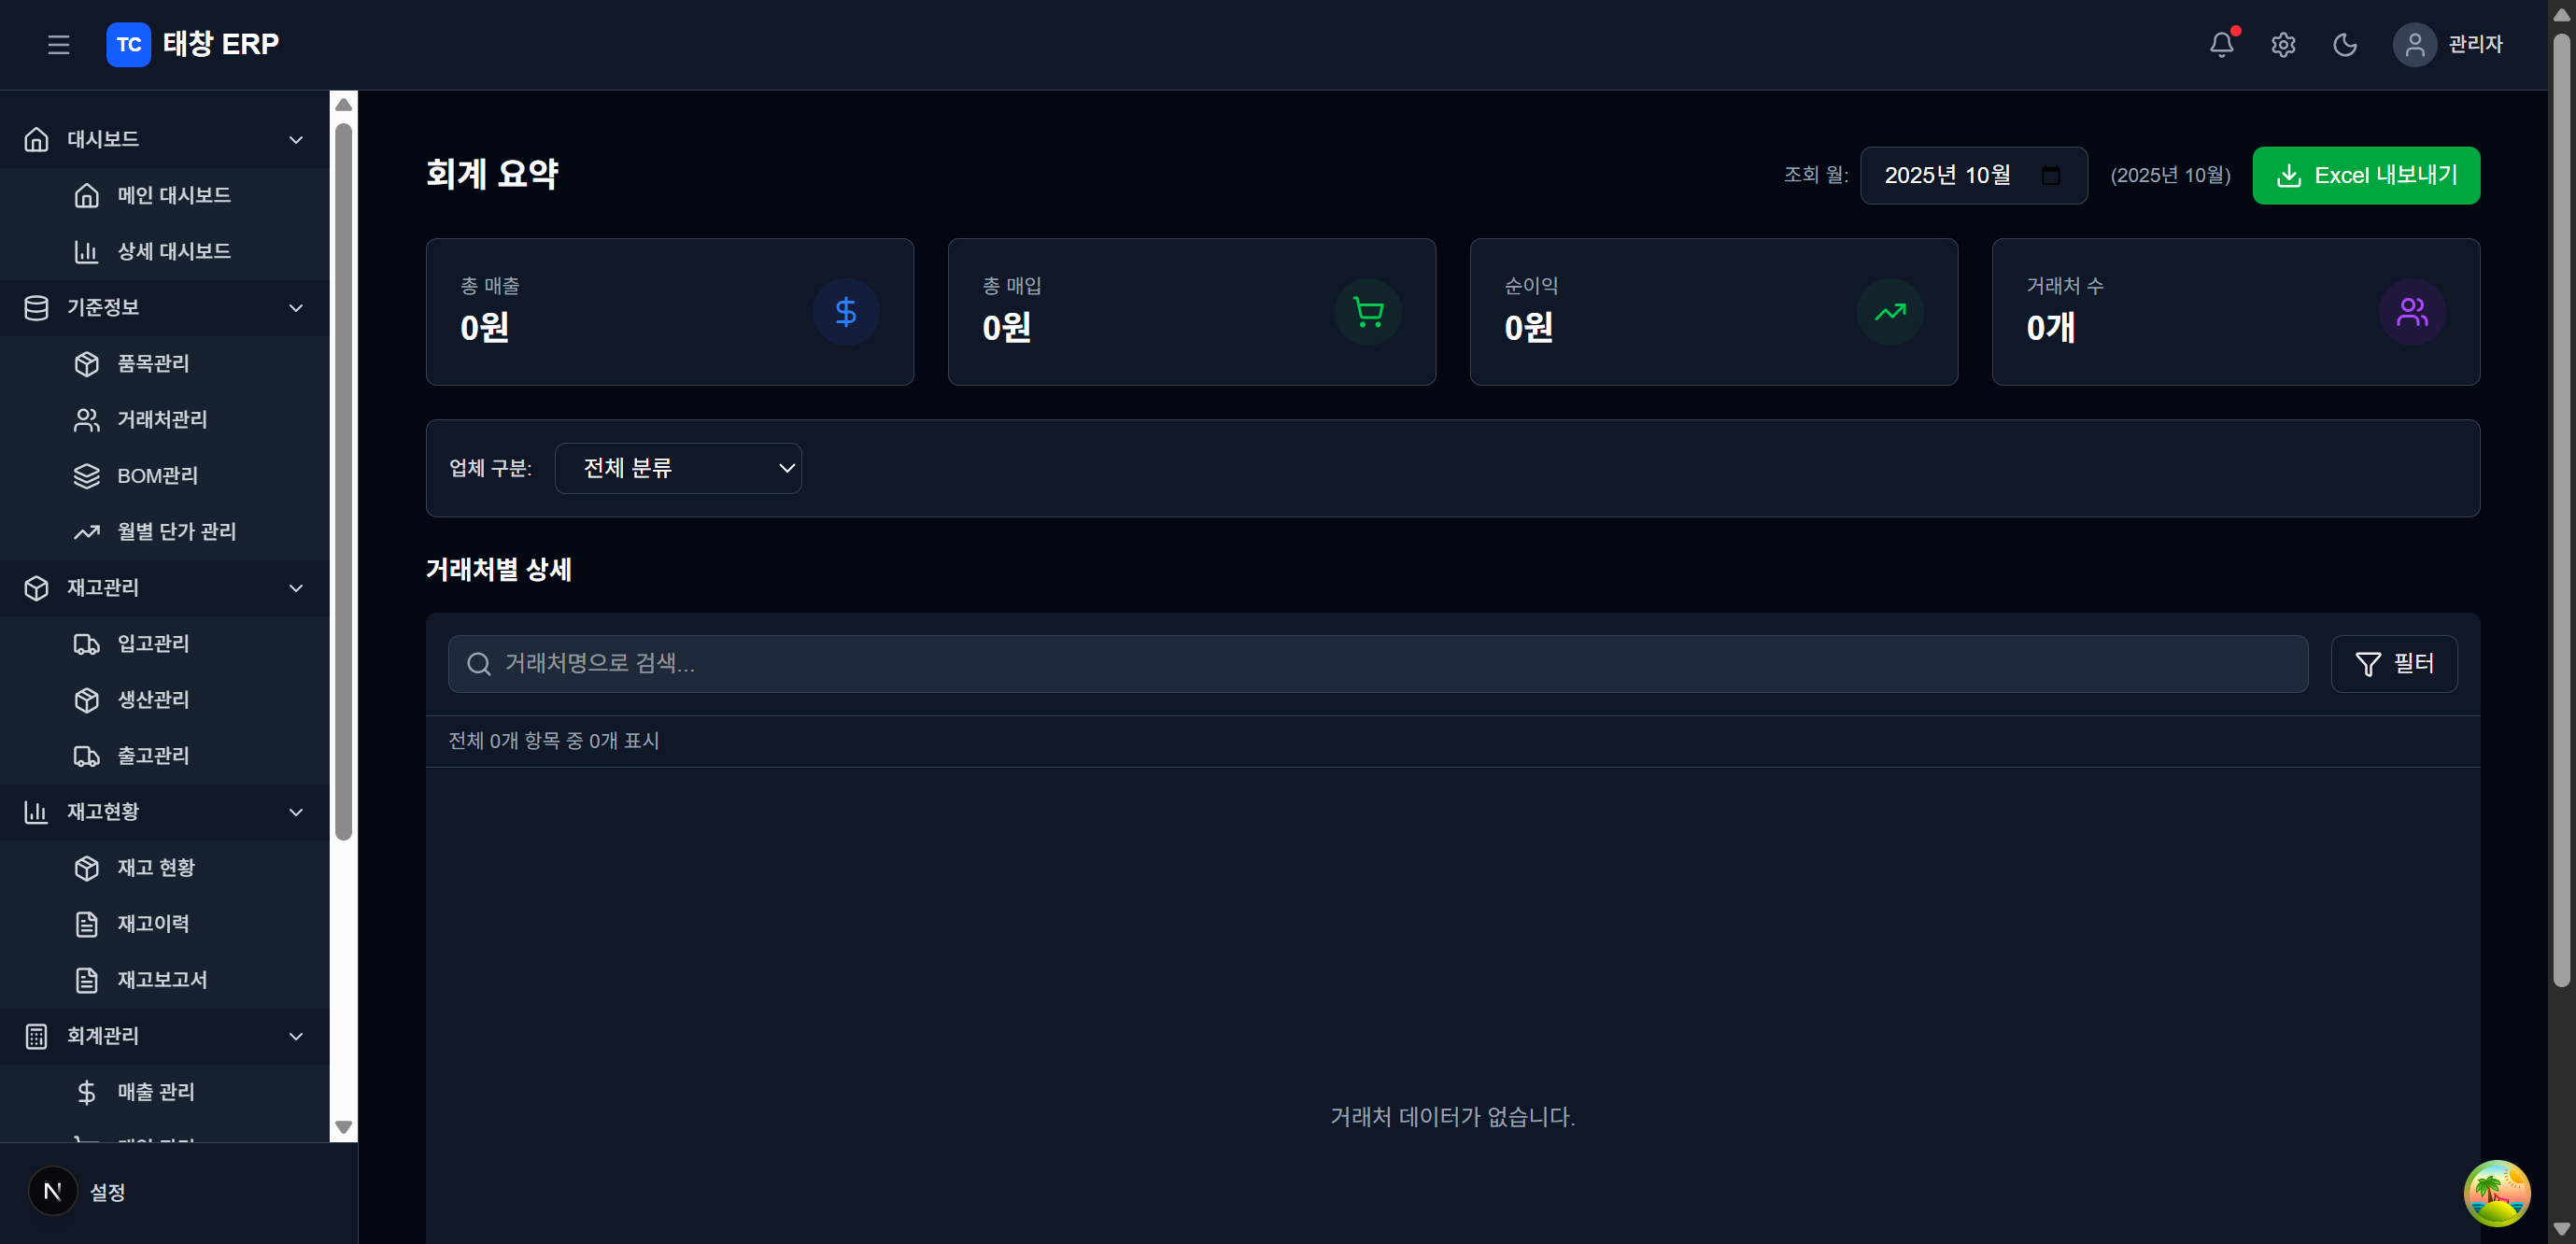 TC 태창 ERP
관리자
대시보드
메인 대시보드
상세 대시보드
기준정보
품목관리
거래처관리
BOM관리
월별 단가 관리
재고관리
입고관리
생산관리
출고관리
재고현황
재고 현황
재고이력
재고보고서
회계관리
매출 관리
N 설정
회계 요약
조회 월: 2025년 10월 (2025년 10월) Excel 내보내기
총 매출
0원
총 매입
0원
순이익
0원
거래처 수
0개
업체 구분: 전체 분류
거래처별 상세
거래처명으로 검색...
필터
전체 0개 항목 중 0개 표시
거래처 데이터가 없습니다.